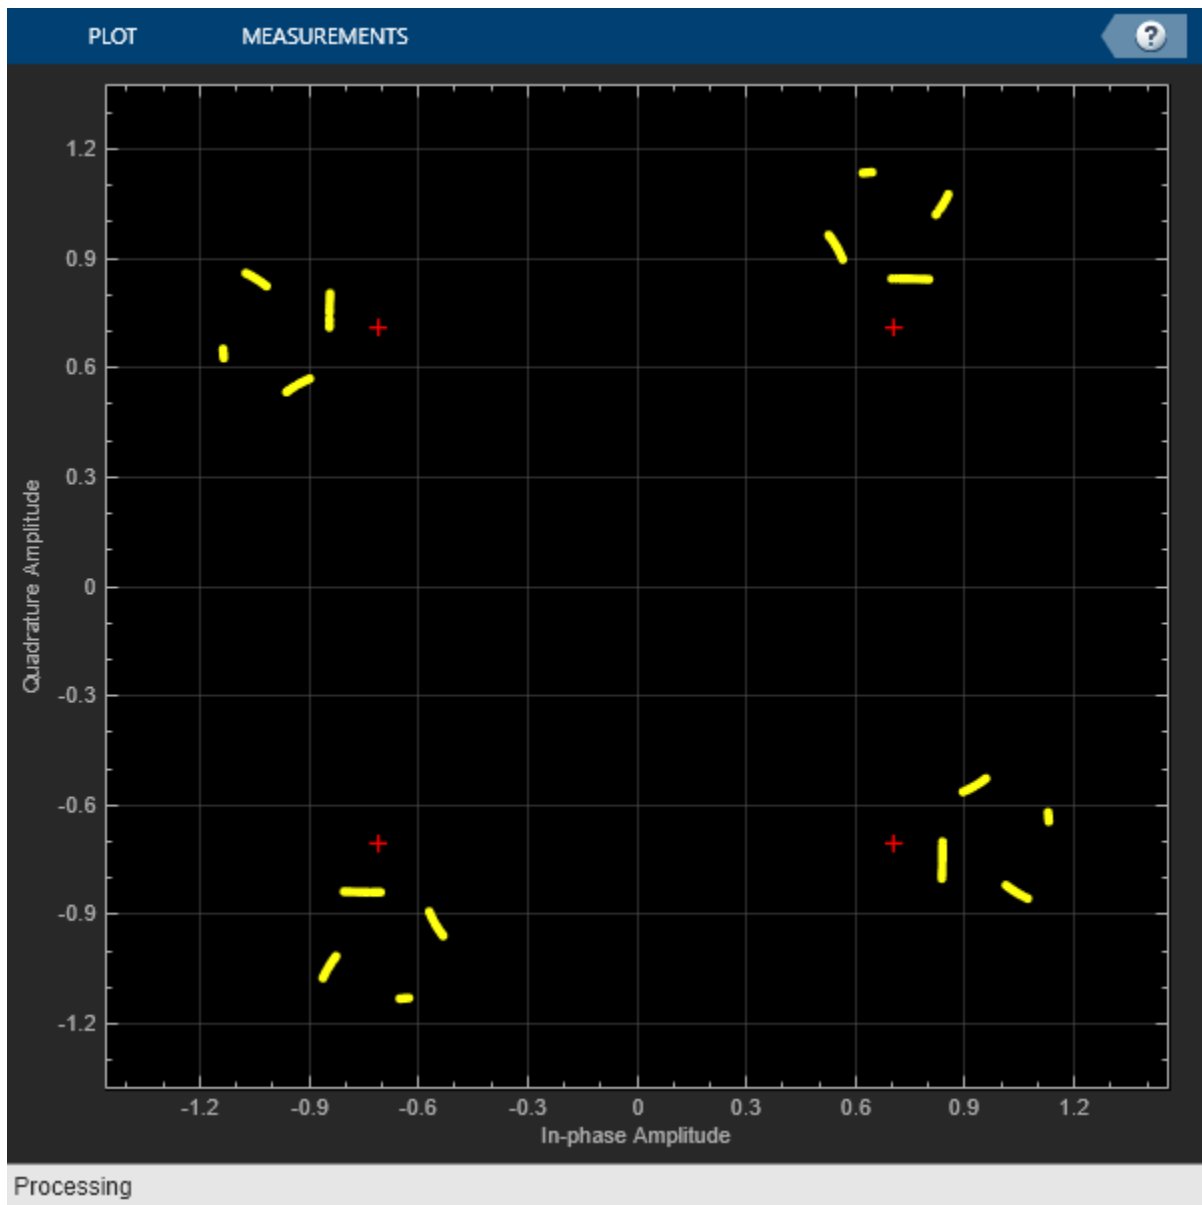 PLOT MEASUREMENTS ?
1.2
0.9
0.6
0.3
0
-0.3
-0.6
-0.9
-1.2
Quadrature Amplitude
-1.2 -0.9 -0.6 -0.3 0 0.3 0.6 0.9 1.2
In-phase Amplitude
Processing